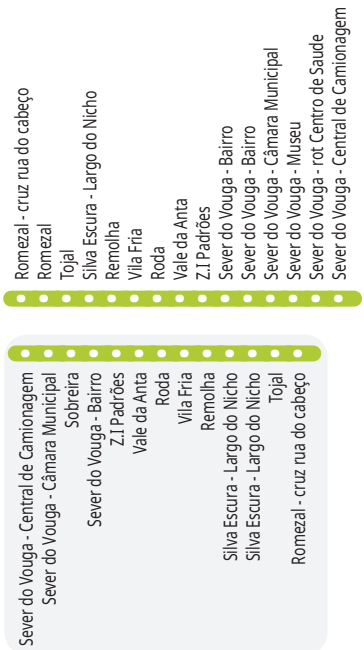 Romezal - cruz rua do cabeço
Romezal
Tojal
Silva Escura - Largo do Nicho
Remolha
Vila Fria
Roda
Vale da Anta
Z.I Padrões
Sever do Vouga - Bairro
Sever do Vouga - Bairro
Sever do Vouga - Câmara Municipal
Sever do Vouga - Museu
Sever do Vouga - rot Centro de Saude
Sever do Vouga - Central de Camionagem
Sever do Vouga - Central de Camionagem
Sever do Vouga - Câmara Municipal
Sobreira
Sever do Vouga - Bairro
Z.I Padrões
Vale da Anta
Roda
Vila Fria
Remolha
Silva Escura - Largo do Nicho
Silva Escura - Largo do Nicho
Tojal
Romezal - cruz rua do cabeço